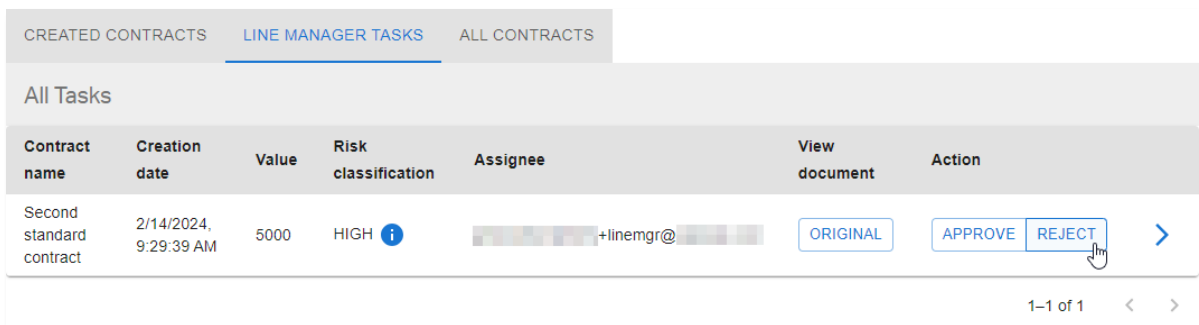 CREATED CONTRACTS LINE MANAGER TASKS ALL CONTRACTS
All Tasks
Contract name Creation date Value Risk classification Assignee View document Action
Second standard contract 2/14/2024, 9:29:39 AM 5000 HIGH i +linemgr@ ORIGINAL APPROVE REJECT
1–1 of 1